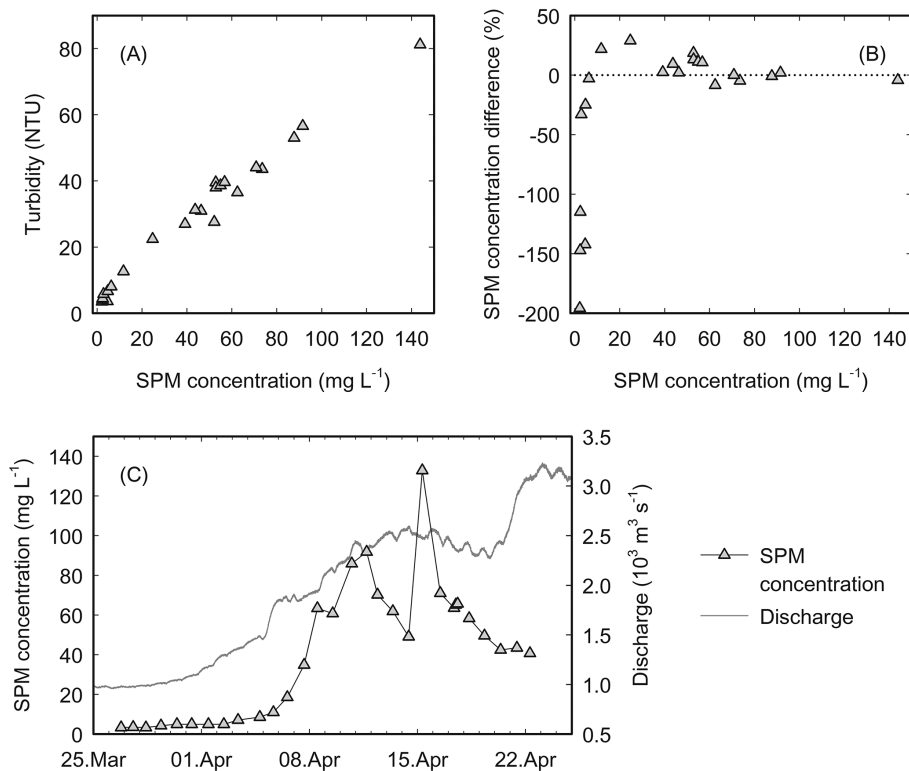 (A)
Turbidity (NTU)
80
60
40
20
0
0 20 40 60 80 100 120 140
SPM concentration (mg L⁻¹)
(B)
SPM concentration difference (%)
50
0
-50
-100
-150
-200
0 20 40 60 80 100 120 140
SPM concentration (mg L⁻¹)
(C)
SPM concentration (mg L⁻¹)
140
120
100
80
60
40
20
0
25.Mar 01.Apr 08.Apr 15.Apr 22.Apr
3.5
3.0
2.5
2.0
1.5
1.0
0.5
Discharge (10³ m³ s⁻¹)
SPM
concentration
Discharge